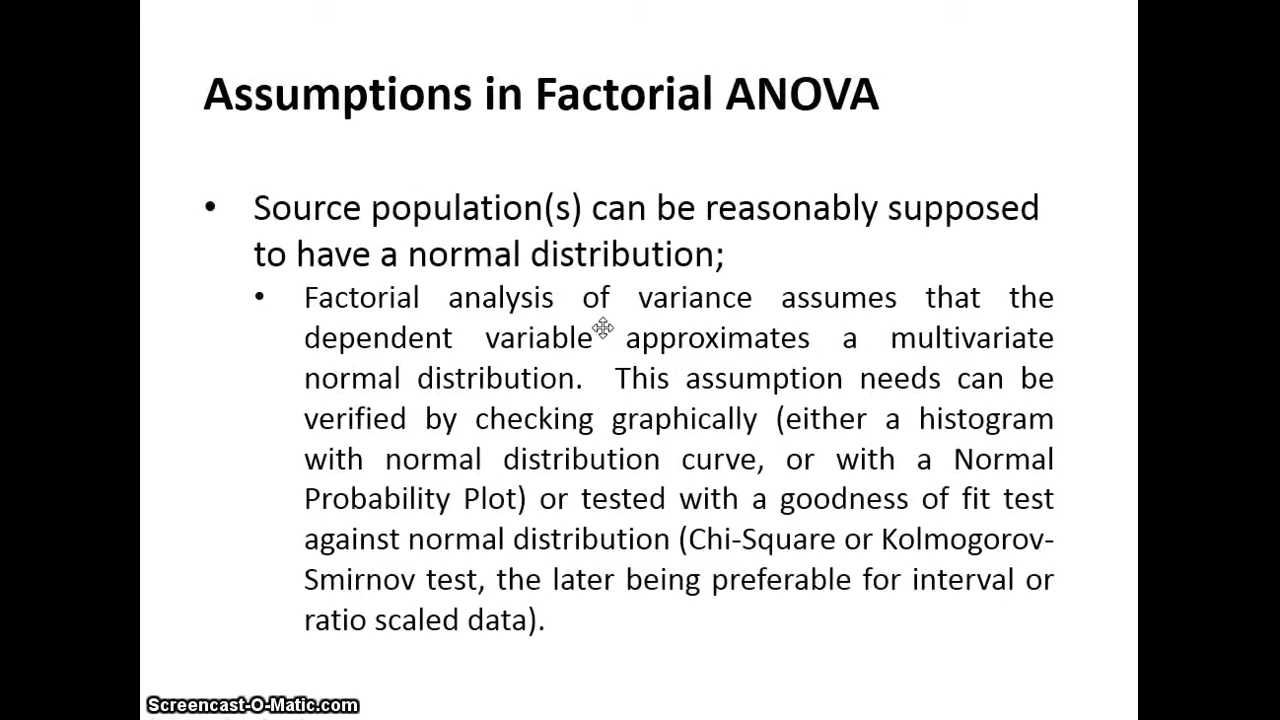 Assumptions in Factorial ANOVA
• Source population(s) can be reasonably supposed
to have a normal distribution;
• Factorial analysis of variance assumes that the
dependent variable approximates a multivariate
normal distribution. This assumption needs can be
verified by checking graphically (either a histogram
with normal distribution curve, or with a Normal
Probability Plot) or tested with a goodness of fit test
against normal distribution (Chi-Square or Kolmogorov-
Smirnov test, the later being preferable for interval or
ratio scaled data).
Screencast-O-Matic.com